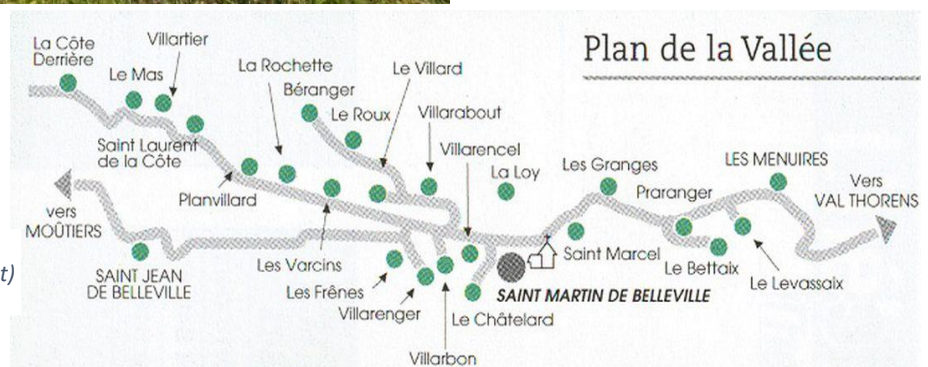 Plan de la Vallée
La Côte
Derrière
Villartier
Le Mas
Saint Laurent
de la Côte
La Rochette
Béranger
Le Roux
Le Villard
Villarabout
Villarencel
La Loy
Les Granges
Praranger
LES MENUIRES
Vers
VAL THORENS
Planvillard
vers
MOÛTIERS
SAINT JEAN
DE BELLEVILLE
Les Varcins
Les Frênes
Villarenger
Villarbon
Le Châtelard
SAINT MARTIN DE BELLEVILLE
Saint Marcel
Le Bettaix
Le Levassaix
t)